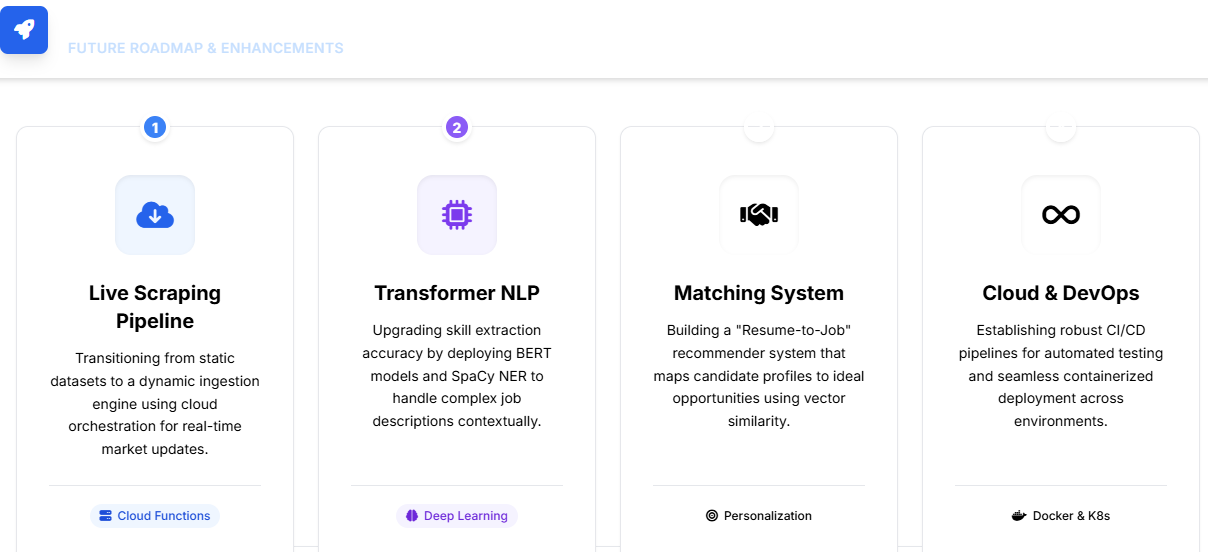 FUTURE ROADMAP & ENHANCEMENTS
1
Live Scraping
Pipeline
Transitioning from static
datasets to a dynamic ingestion
engine using cloud
orchestration for real-time
market updates.
Cloud Functions
2
Transformer NLP
Upgrading skill extraction
accuracy by deploying BERT
models and SpaCy NER to
handle complex job
descriptions contextually.
Deep Learning
Matching System
Building a "Resume-to-Job"
recommender system that
maps candidate profiles to ideal
opportunities using vector
similarity.
Personalization
Cloud & DevOps
Establishing robust CI/CD
pipelines for automated testing
and seamless containerized
deployment across
environments.
Docker & K8s